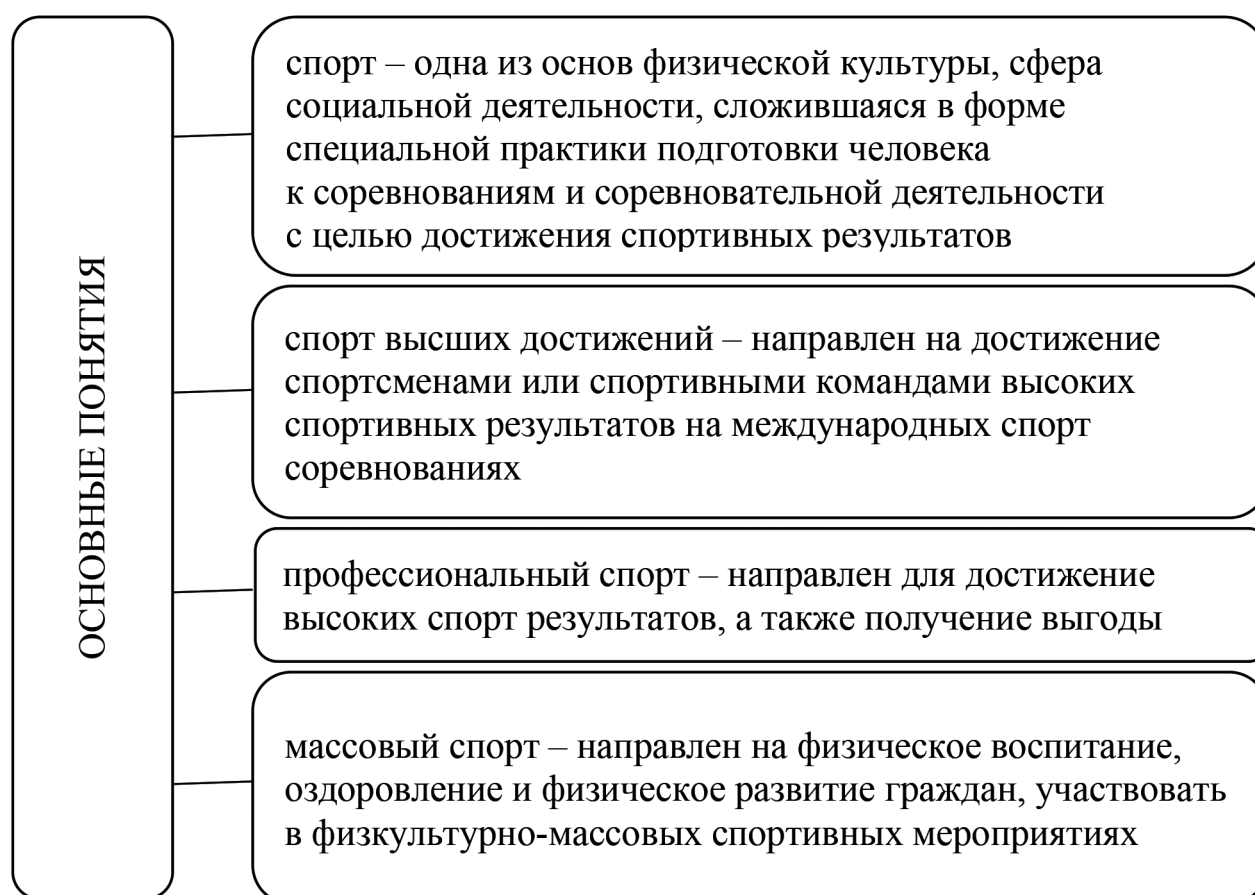 ОСНОВНЫЕ ПОНЯТИЯ
спорт – одна из основ физической культуры, сфера
социальной деятельности, сложившаяся в форме
специальной практики подготовки человека
к соревнованиям и соревновательной деятельности
с целью достижения спортивных результатов
спорт высших достижений – направлен на достижение
спортсменами или спортивными командами высоких
спортивных результатов на международных спорт
соревнованиях
профессиональный спорт – направлен для достижение
высоких спорт результатов, а также получение выгоды
массовый спорт – направлен на физическое воспитание,
оздоровление и физическое развитие граждан, участвовать
в физкультурно-массовых спортивных мероприятиях